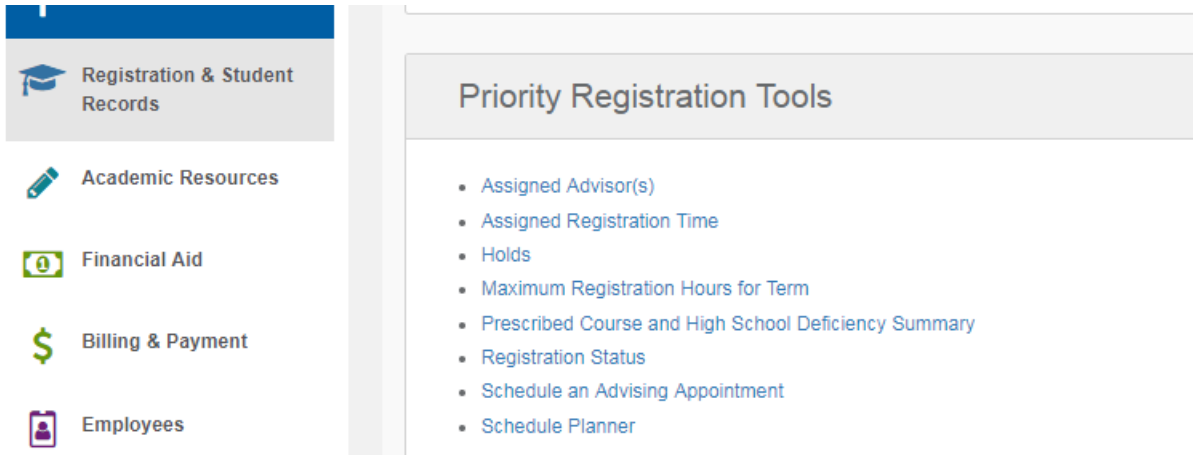 Registration & Student
Records
Academic Resources
Financial Aid
Billing & Payment
Employees
Priority Registration Tools
Assigned Advisor(s)
Assigned Registration Time
Holds
Maximum Registration Hours for Term
Prescribed Course and High School Deficiency Summary
Registration Status
Schedule an Advising Appointment
Schedule Planner